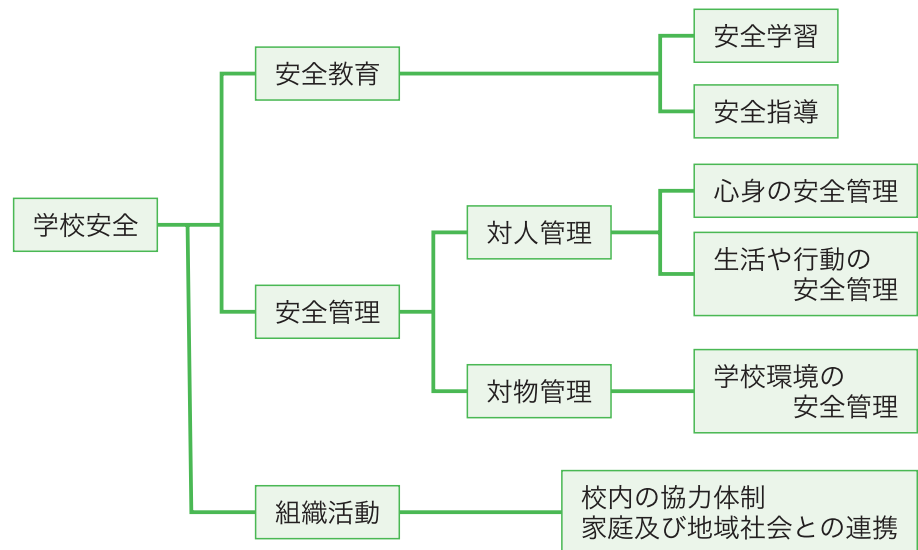 学校安全
安全教育
安全学習
安全指導
安全管理
対人管理
心身の安全管理
生活や行動の
安全管理
対物管理
学校環境の
安全管理
組織活動
校内の協力体制
家庭及び地域社会との連携